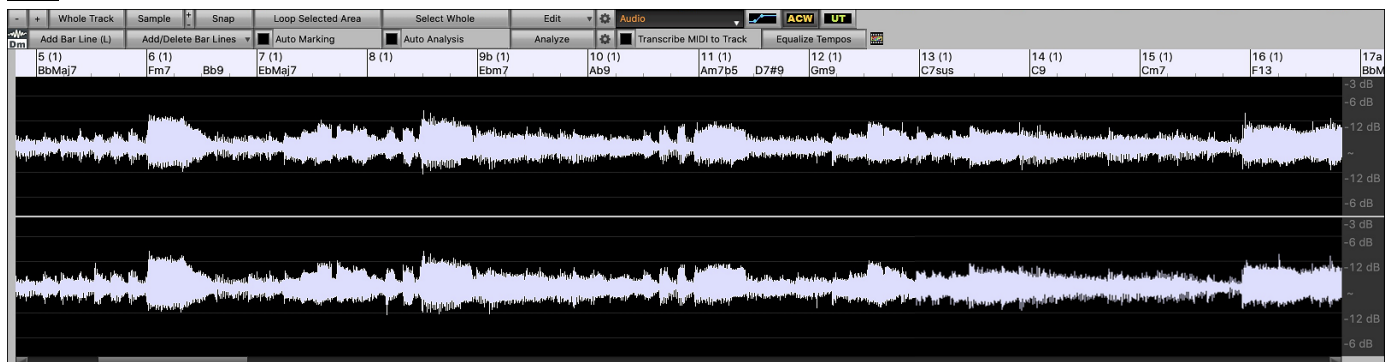 - + Whole Track Sample + - Snap Loop Selected Area Select Whole Edit Audio ACW UT
Dm Add Bar Line (L) Add/Delete Bar Lines Auto Marking Auto Analysis Analyze Transcribe MIDI to Track Equalize Tempos
5 (1) 6 (1) 7 (1) 8 (1) 9b (1) 10 (1) 11 (1) 12 (1) 13 (1) 14 (1) 15 (1) 16 (1) 17a
BbMaj7 Fm7 Bb9 EbMaj7 Ebm7 Ab9 Am7b5 D7#9 Gm9 C7sus C9 Cm7 F13 BbM
-3 dB
-6 dB
-12 dB
~
-12 dB
-6 dB
-3 dB
-6 dB
-12 dB
~
-12 dB
-6 dB